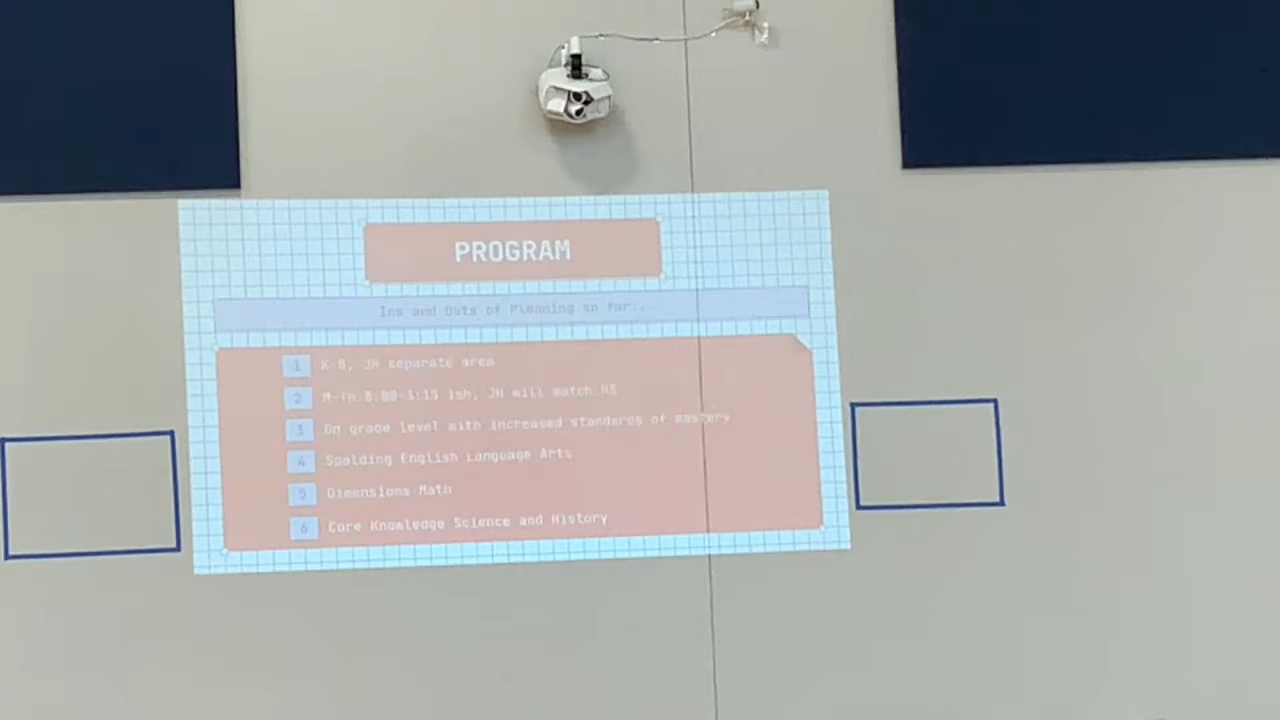 PROGRAM
Ins and Outs of Planning so far..
1 K-8, JH separate area
2 M-Th 8:00-3:15 ish, JH will match HS
3 On grade level with increased standards of mastery
4 Spalding English Language Arts
5 Dimensions Math
6 Core Knowledge Science and History